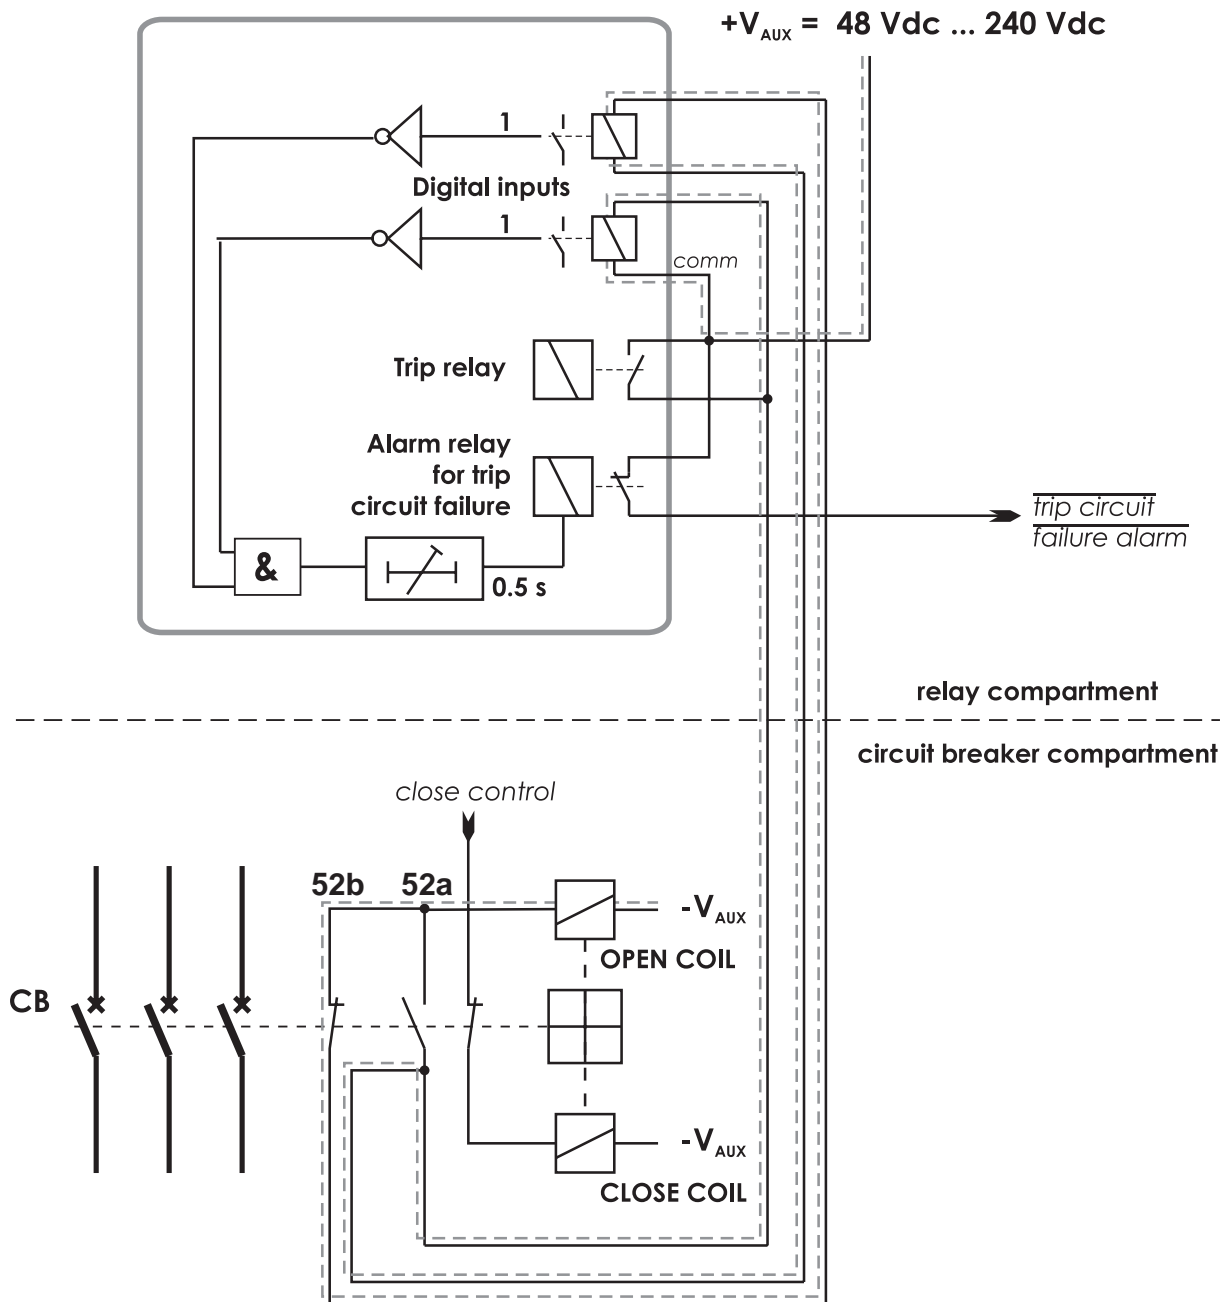 +VAUX = 48 Vdc ... 240 Vdc
1
Digital inputs
1
comm
Trip relay
Alarm relay
for trip
circuit failure
trip circuit
failure alarm
&
0.5 s
relay compartment
circuit breaker compartment
close control
52b 52a
-VAUX
OPEN COIL
CB
-VAUX
CLOSE COIL